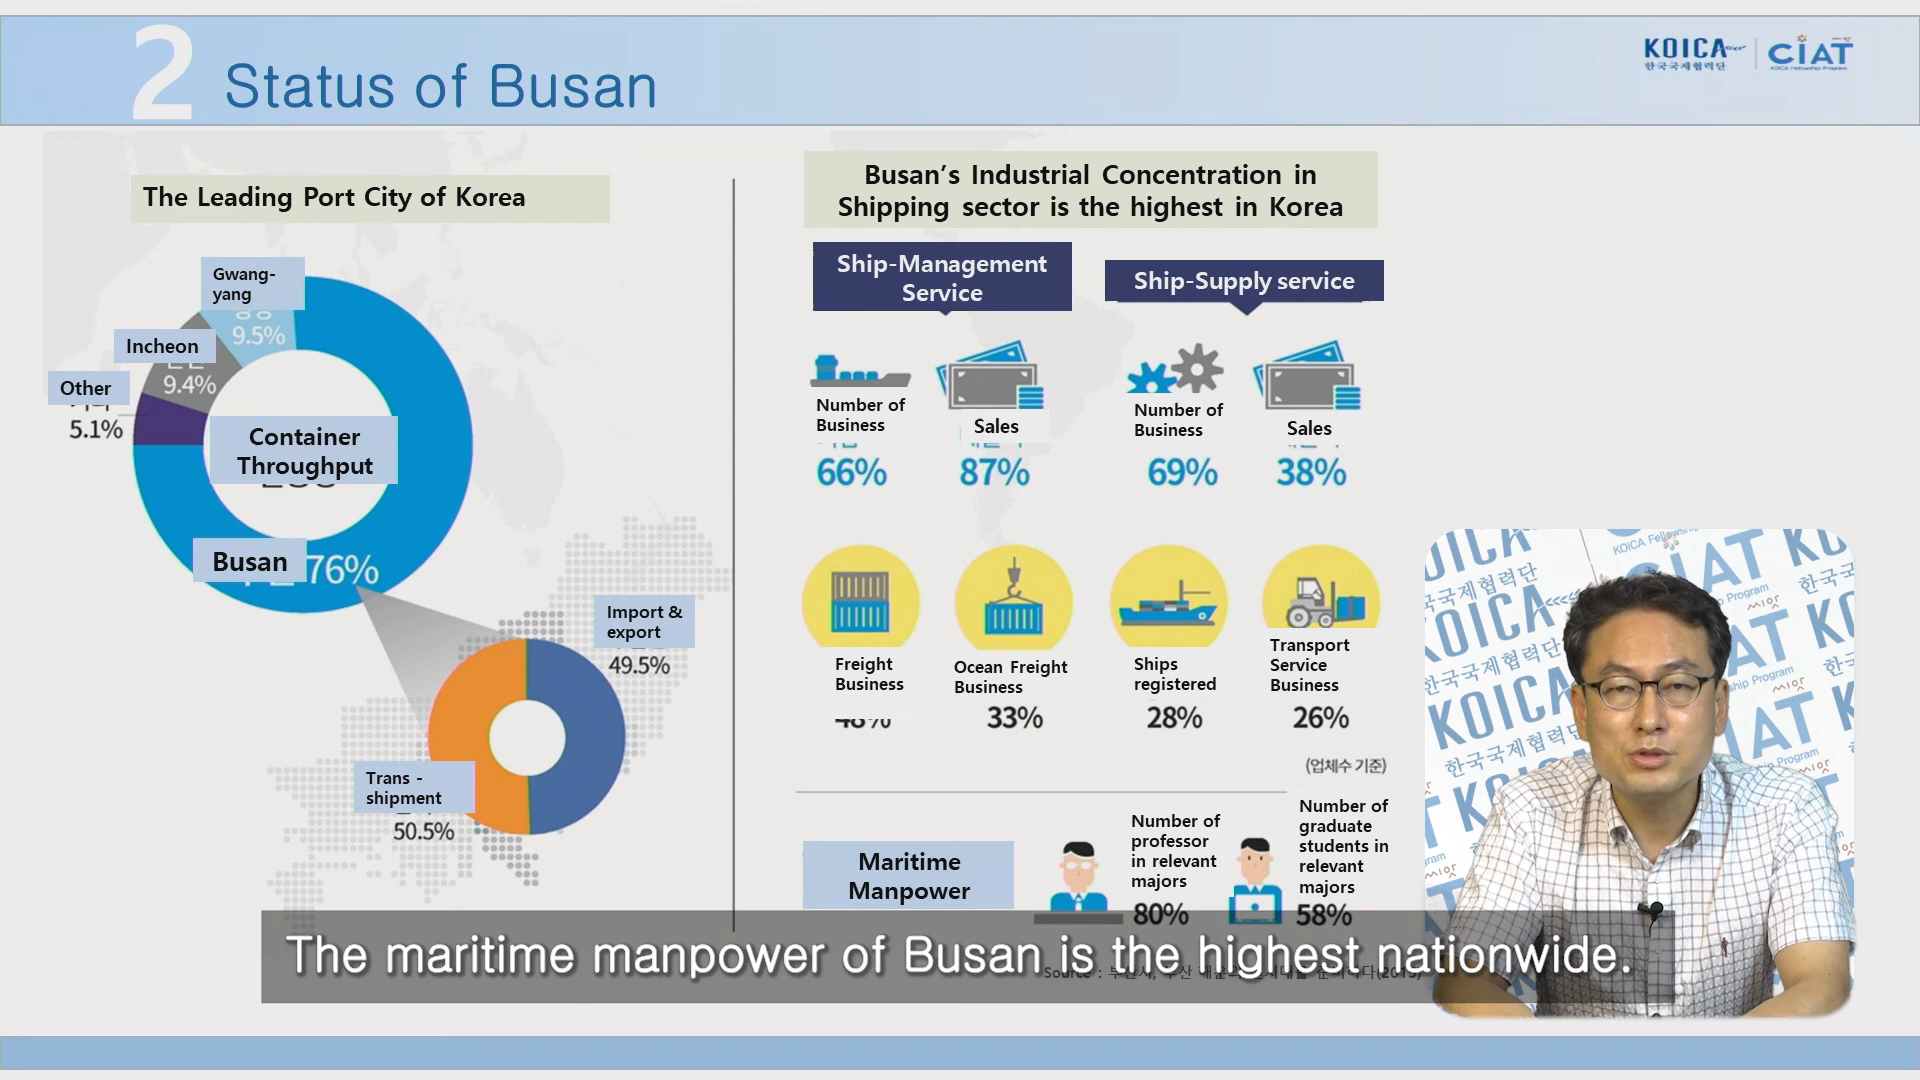 2 Status of Busan
KOICA
한국국제협력단
CIAT
KOICA Fellowship Program
The Leading Port City of Korea
Gwang-
yang
9.5%
Incheon
9.4%
Other
5.1%
Container
Throughput
Busan
76%
Import &
export
49.5%
Trans -
shipment
50.5%
Busan’s Industrial Concentration in
Shipping sector is the highest in Korea
Ship-Management
Service
Ship-Supply service
Number of
Business
66%
Sales
87%
Number of
Business
69%
Sales
38%
Freight
Business
48%
Ocean Freight
Business
33%
Ships
registered
28%
Transport
Service
Business
26%
(업체수 기준)
Maritime
Manpower
Number of
professor
in relevant
majors
80%
Number of
graduate
students in
relevant
majors
58%
The maritime manpower of Busan is the highest nationwide.
Source :